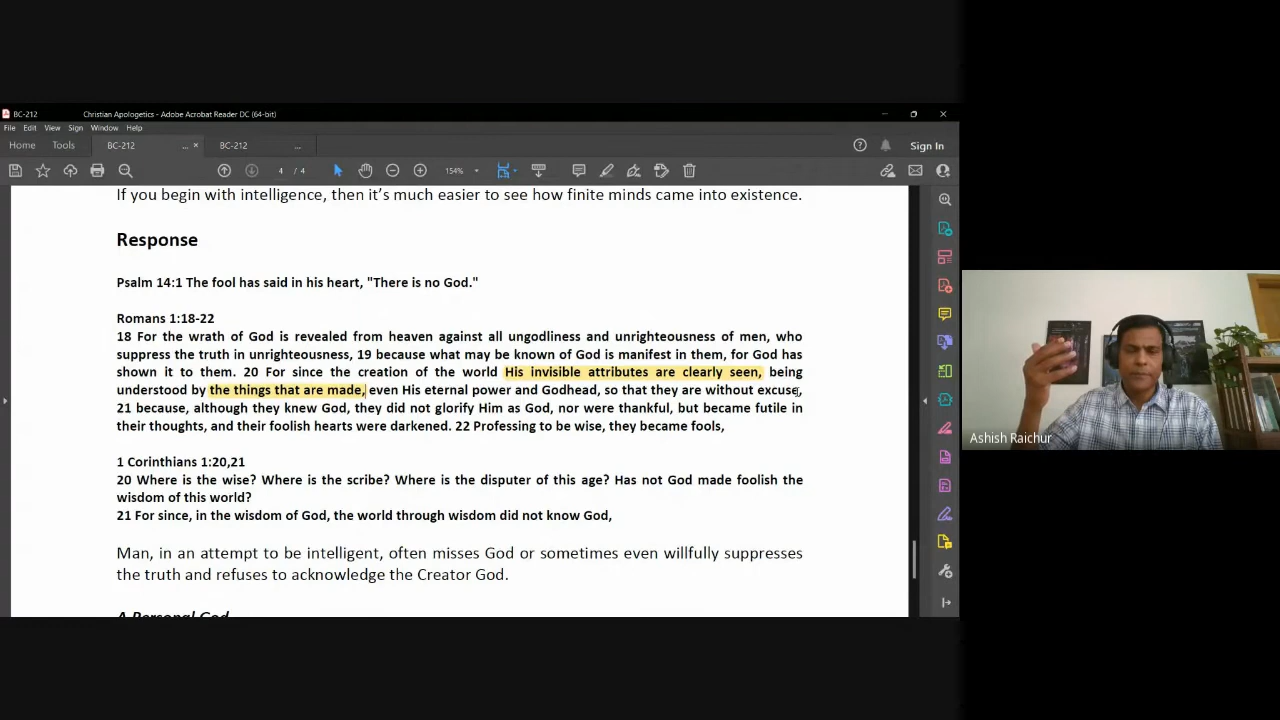 BC-212 Christian Apologetics - Adobe Acrobat Reader DC (64-bit)
File Edit View Sign Window Help
Home Tools BC-212 ... × BC-212 ...
Sign In
4 / 4 154%
If you begin with intelligence, then it's much easier to see how finite minds came into existence.
Response
Psalm 14:1 The fool has said in his heart, "There is no God."
Romans 1:18-22
18 For the wrath of God is revealed from heaven against all ungodliness and unrighteousness of men, who
suppress the truth in unrighteousness, 19 because what may be known of God is manifest in them, for God has
shown it to them. 20 For since the creation of the world His invisible attributes are clearly seen, being
understood by the things that are made, even His eternal power and Godhead, so that they are without excuse,
21 because, although they knew God, they did not glorify Him as God, nor were thankful, but became futile in
their thoughts, and their foolish hearts were darkened. 22 Professing to be wise, they became fools,
1 Corinthians 1:20,21
20 Where is the wise? Where is the scribe? Where is the disputer of this age? Has not God made foolish the
wisdom of this world?
21 For since, in the wisdom of God, the world through wisdom did not know God,
Man, in an attempt to be intelligent, often misses God or sometimes even willfully suppresses
the truth and refuses to acknowledge the Creator God.
A Personal God
Ashish Raichur